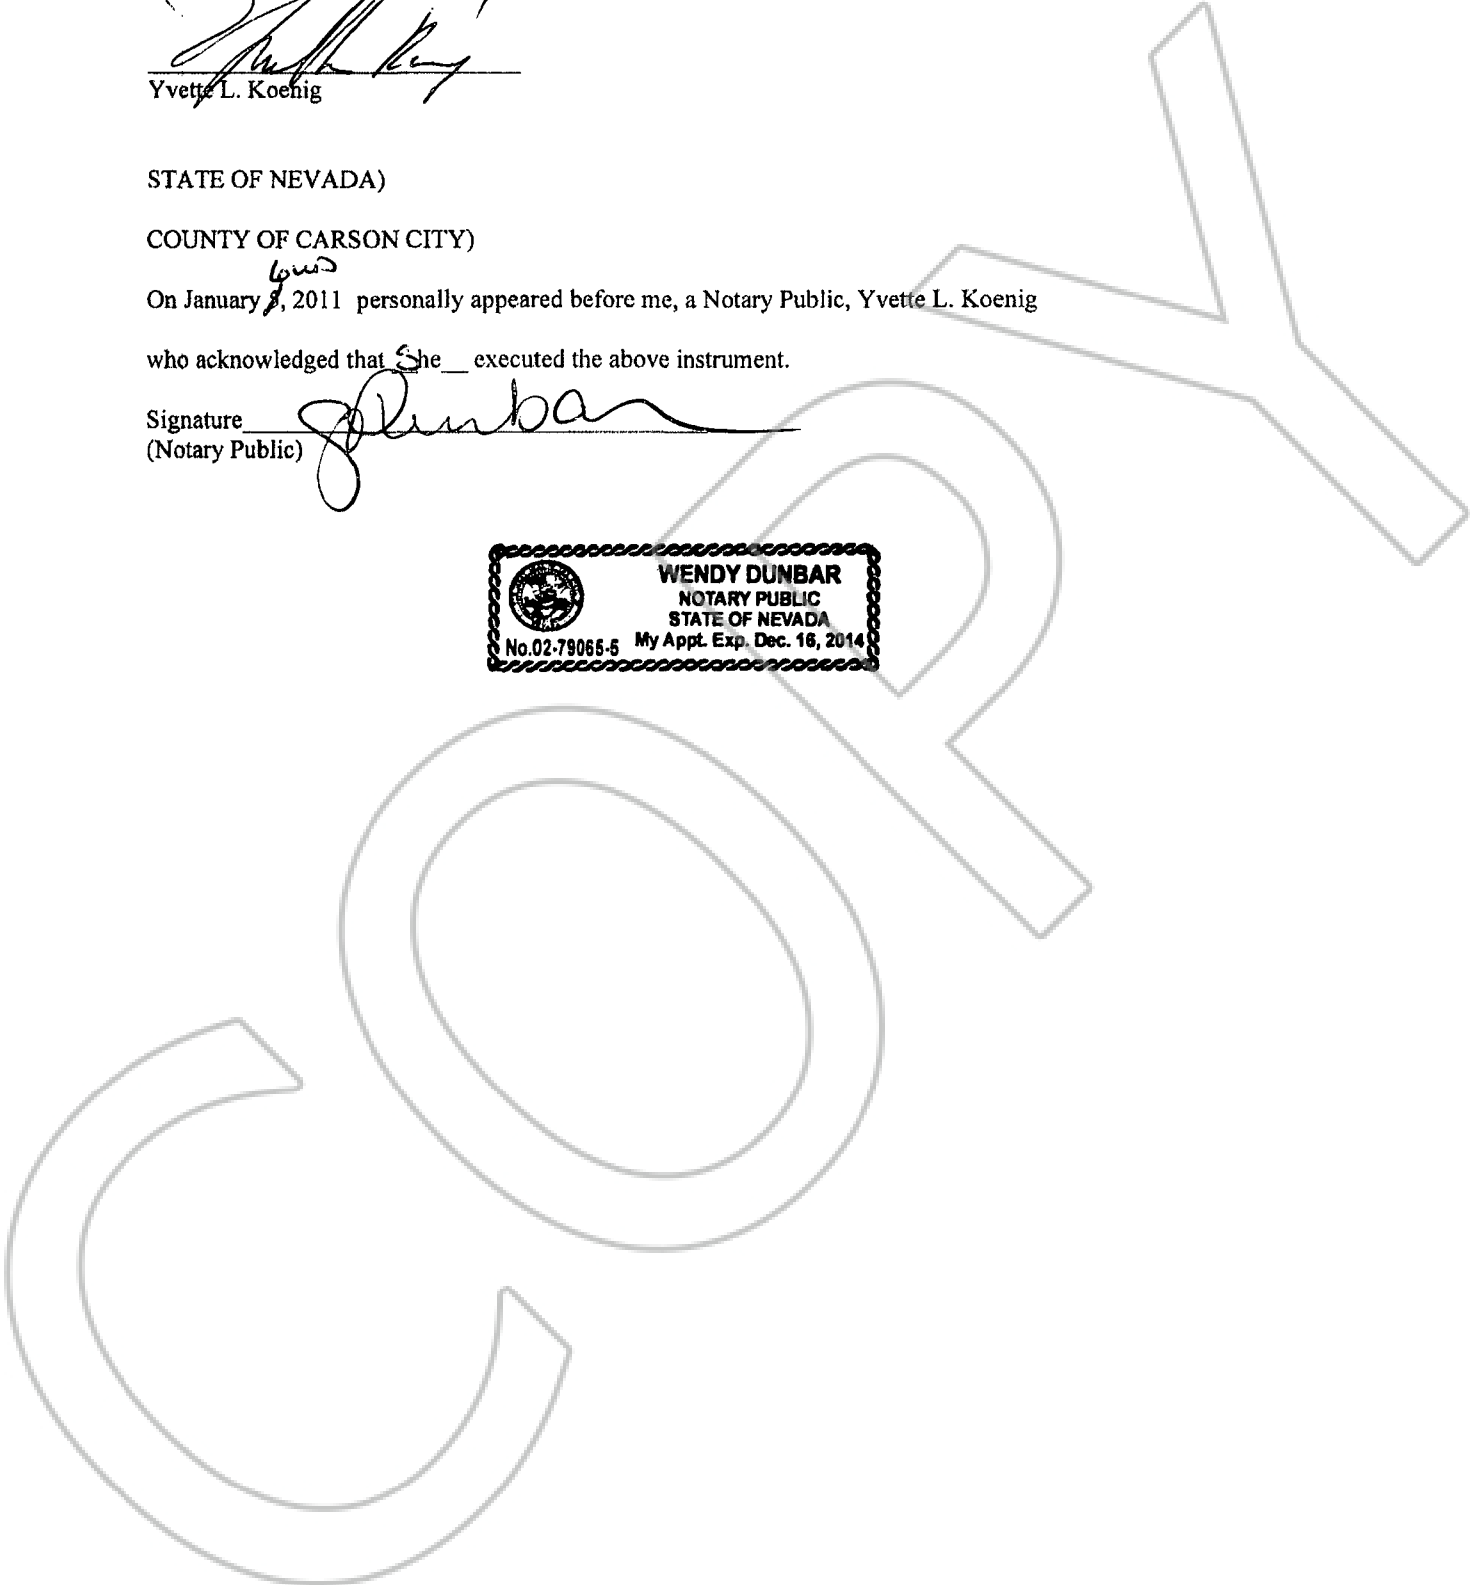 Yvette L. Koenig
STATE OF NEVADA)
COUNTY OF CARSON CITY)
On January , 2011 personally appeared before me, a Notary Public, Yvette L. Koenig
who acknowledged that She__ executed the above instrument.
Signature
(Notary Public)
WENDY DUNBAR
NOTARY PUBLIC
STATE OF NEVADA
No.02-79065-5 My Appt. Exp. Dec. 16, 2014
COPY